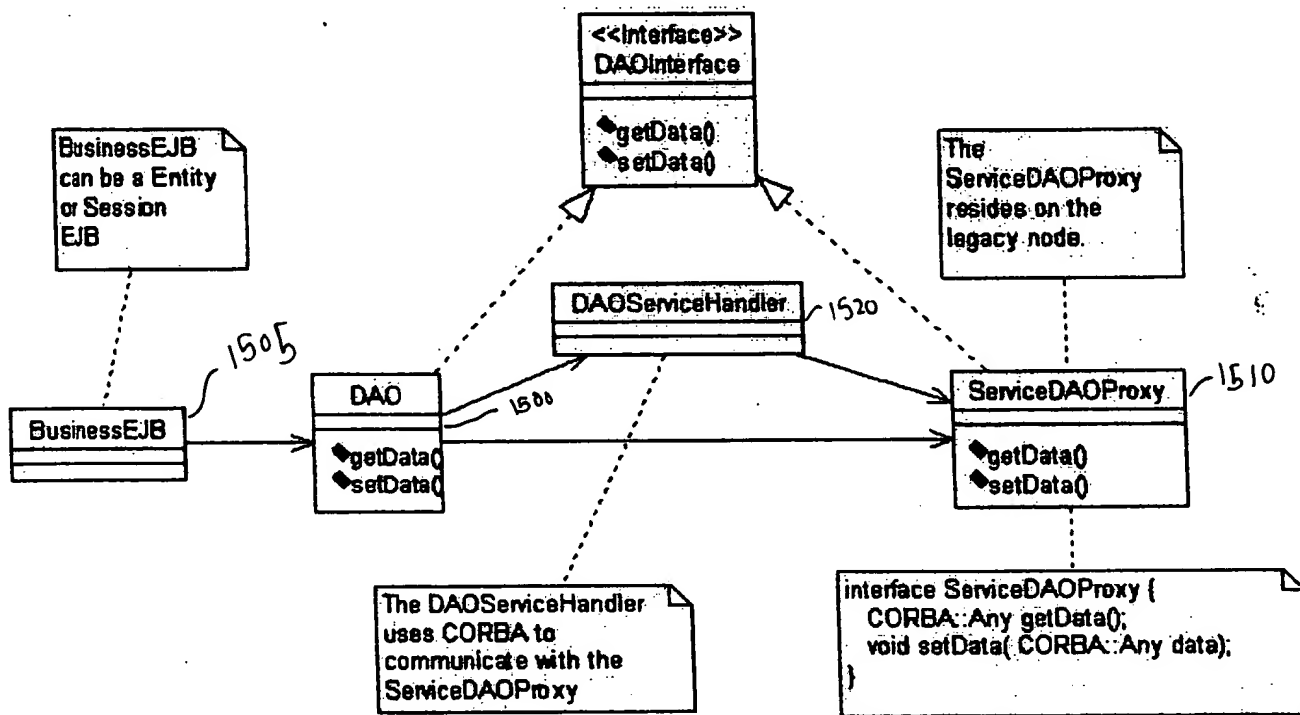 <<Interface>>
DAOInterface
getData()
setData()
BusinessEJB
can be a Entity
or Session
EJB
The
ServiceDAOProxy
resides on the
legacy node.
DAOServiceHandler
1520
1505
DAO
1500
getData()
setData()
ServiceDAOProxy
1510
getData()
setData()
BusinessEJB
The DAOServiceHandler
uses CORBA to
communicate with the
ServiceDAOProxy
interface ServiceDAOProxy {
CORBA::Any getData();
void setData( CORBA::Any data);
}